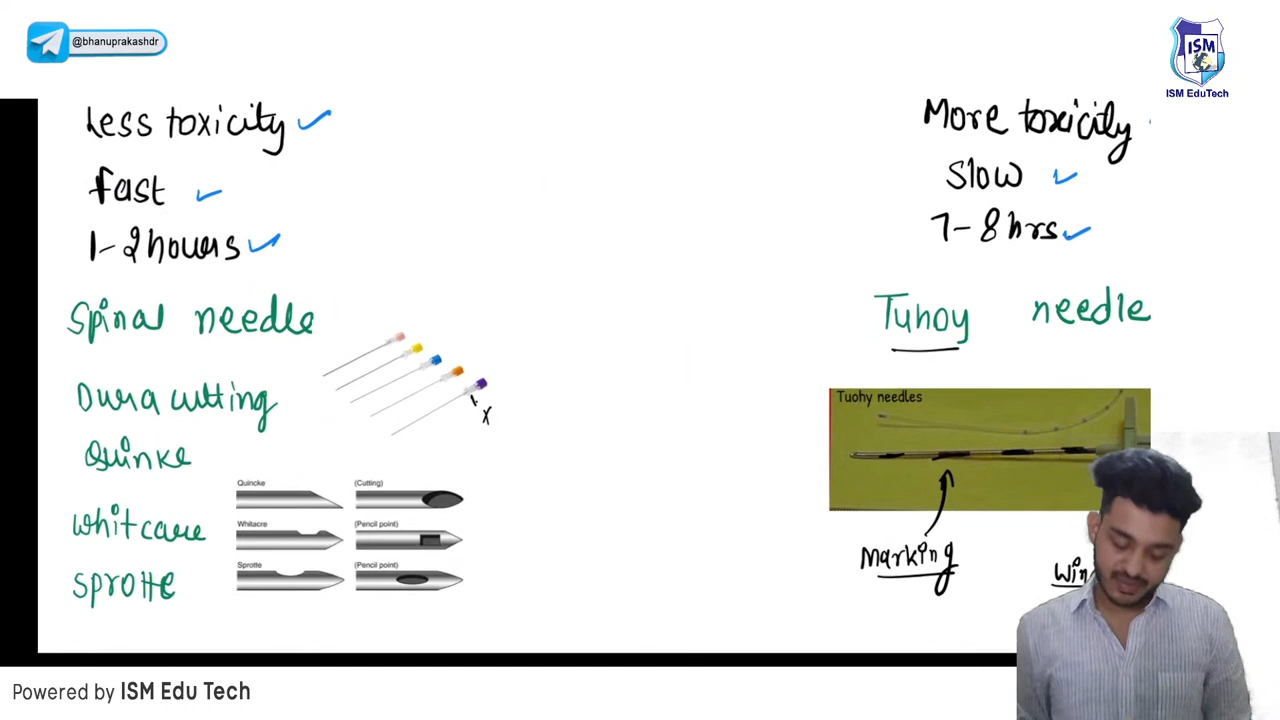 @bhanuprakashdr
ISM
ISM EduTech
Less toxicity
fast
1-2 hours
Spinal needle
Dura cutting
Quinke
Whitcare
Sprotte
X
Quincke
(Cutting)
Whitacre
(Pencil point)
Sprotte
(Pencil point)
More toxicity
Slow
7-8 hrs
Tuhoy needle
Tuohy needles
Marking
Win
Powered by ISM Edu Tech